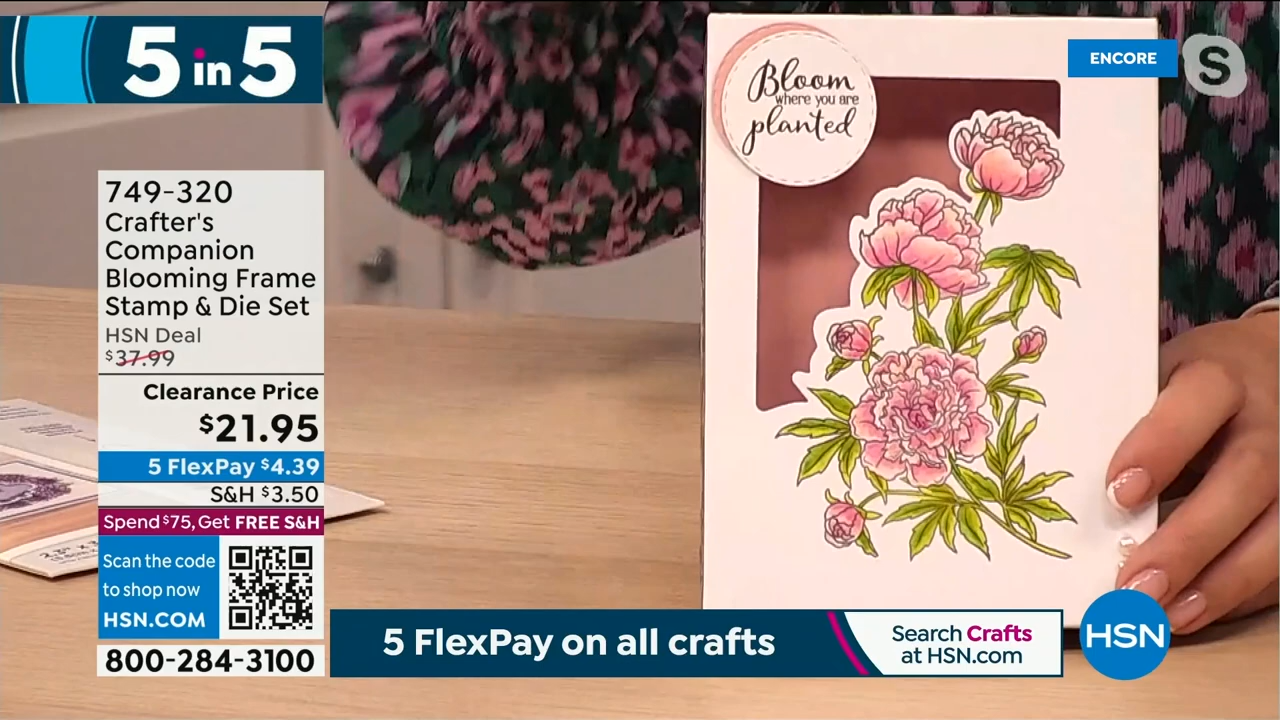 5 in 5
ENCORE
S
Bloom
where you are
planted
749-320
Crafter's
Companion
Blooming Frame
Stamp & Die Set
HSN Deal
$37.99
Clearance Price
$21.95
5 FlexPay $4.39
S&H $3.50
Spend $75, Get FREE S&H
Scan the code
to shop now
HSN.COM
800-284-3100
5 FlexPay on all crafts
Search Crafts
at HSN.com
HSN